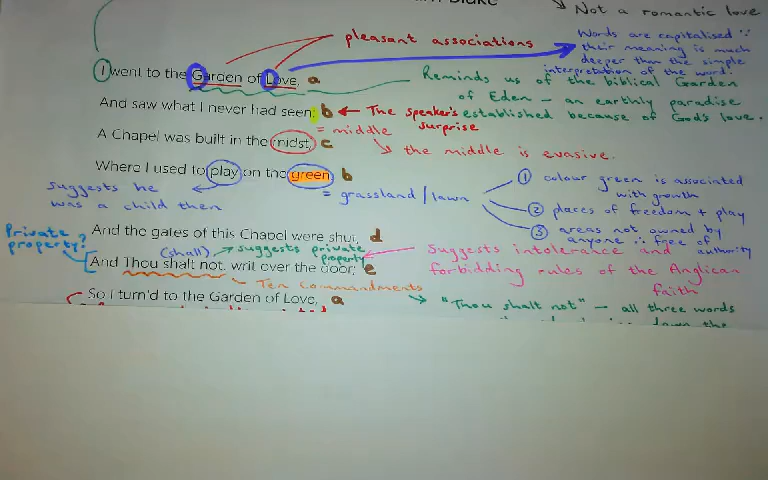 Blake
Not a romantic love
pleasant associations
Words are capitalised ∵
their meaning is much
deeper than the simple
interpretation of the word.
I went to the Garden of Love, a
Reminds us of the biblical Garden
of Eden – an earthly paradise
established because of God's love.
And saw what I never had seen: b ← The speaker's
surprise
= middle
A Chapel was built in the midst, c
the middle is evasive.
Where I used to play on the green. b
suggests he
was a child then
= grassland / lawn
① colour green is associated
with growth
② places of freedom + play
③ areas not owned by
anyone ∴ free of
authority
Private
property?
And the gates of this Chapel were shut, d
(shall) → suggests private
property
And Thou shalt not. writ over the door; e
Suggests intolerance and
forbidding rules of the Anglican
faith
Ten Commandments
So I turn'd to the Garden of Love, a
"Thou shalt not" – all three words
down the